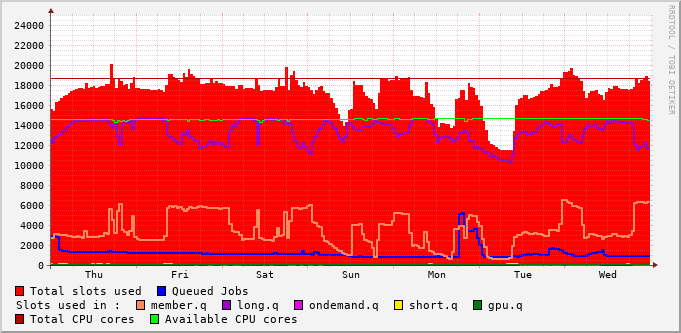 RRDTOOL / TOBI OETIKER
24000
22000
20000
18000
16000
14000
12000
10000
8000
6000
4000
2000
0
Thu Fri Sat Sun Mon Tue Wed
Total slots used Queued Jobs
Slots used in : member.q long.q ondemand.q short.q gpu.q
Total CPU cores Available CPU cores